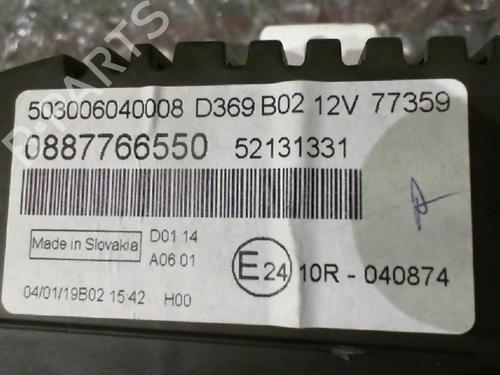 B-PARTS
503006040008 D369 B02 12V 77359
0887766550 52131331
Made in Slovakia
D01 14
A06 01
E24 10R - 040874
04/01/19B02 15:42 H00